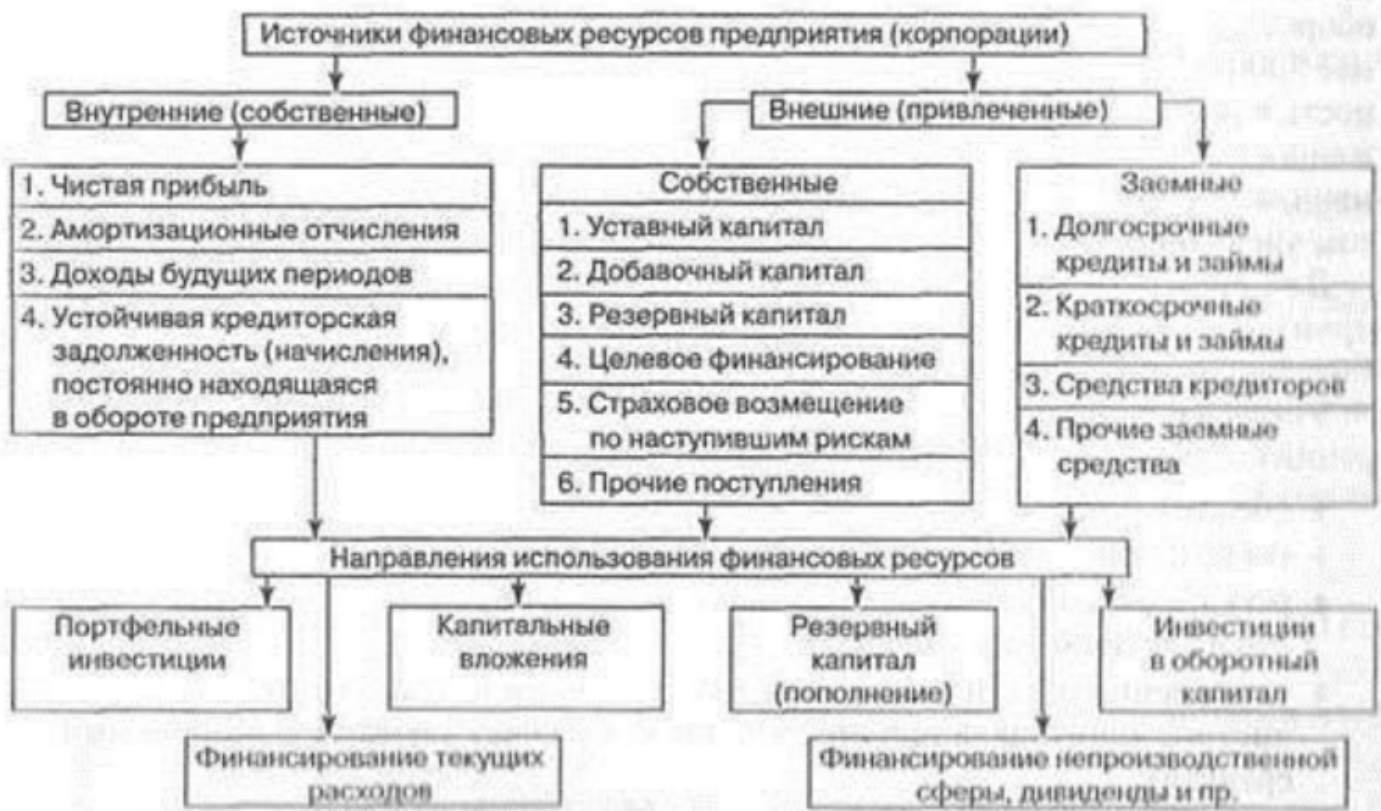 Источники финансовых ресурсов предприятия (корпорации)
Внутренние (собственные)
Внешние (привлеченные)
1. Чистая прибыль
2. Амортизационные отчисления
3. Доходы будущих периодов
4. Устойчивая кредиторская
задолженность (начисления),
постоянно находящаяся
в обороте предприятия
Собственные
1. Уставный капитал
2. Добавочный капитал
3. Резервный капитал
4. Целевое финансирование
5. Страховое возмещение
по наступившим рискам
6. Прочие поступления
Заемные
1. Долгосрочные
кредиты и займы
2. Краткосрочные
кредиты и займы
3. Средства кредиторов
4. Прочие заемные
средства
Направления использования финансовых ресурсов
Портфельные
инвестиции
Капитальные
вложения
Резервный
капитал
(пополнение)
Инвестиции
в оборотный
капитал
Финансирование текущих
расходов
Финансирование непроизводственной
сферы, дивиденды и пр.